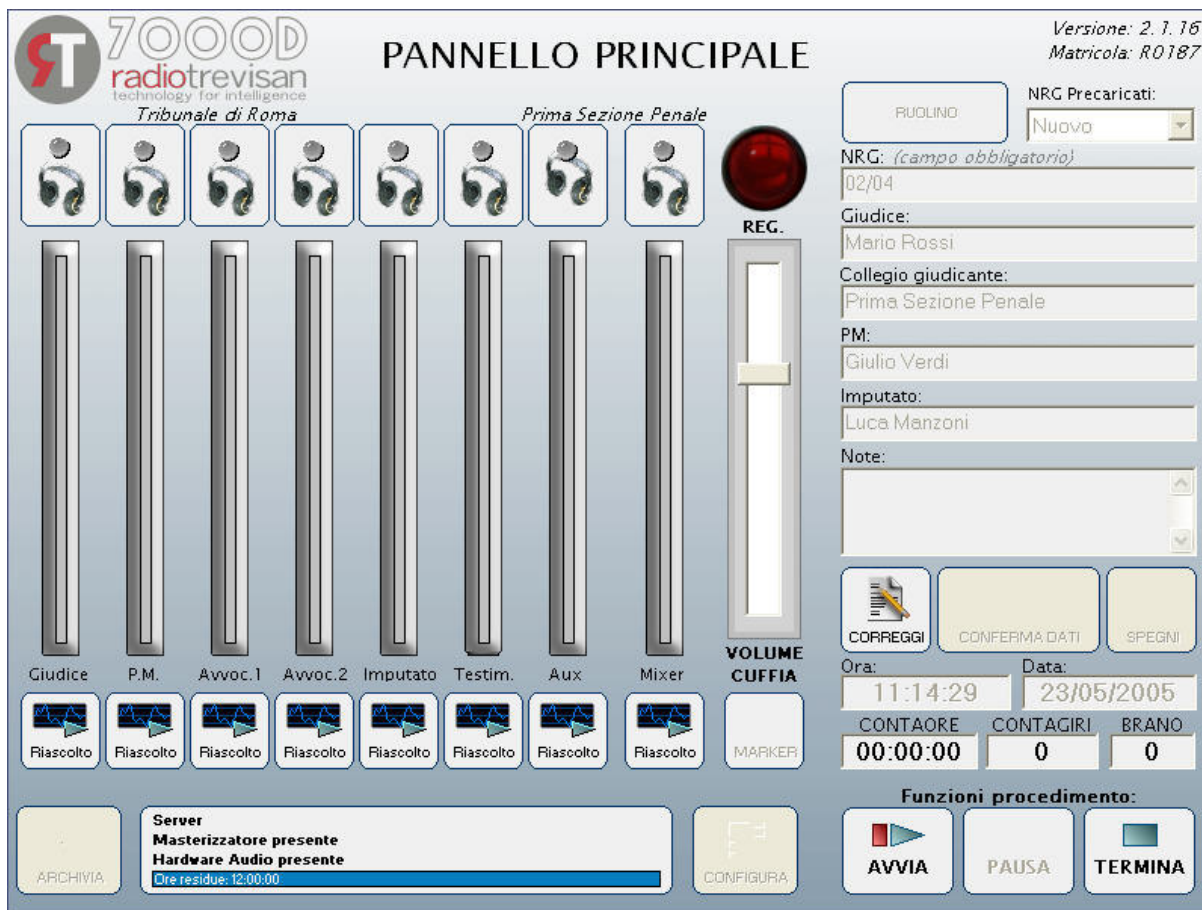 7000D
radiotrevisan
technology for intelligence
PANNELLO PRINCIPALE
Versione: 2.1.16
Matricola: R0187
Tribunale di Roma
Prima Sezione Penale
RUOLINO
NRG Precaricati:
Nuovo
NRG: (campo obbligatorio)
02/04
REG.
Giudice:
Mario Rossi
Collegio giudicante:
Prima Sezione Penale
PM:
Giulio Verdi
Imputato:
Luca Manzoni
Note:
CORREGGI
CONFERMA DATI
SPEGNI
VOLUME
CUFFIA
Giudice
P.M.
Avvoc.1
Avvoc.2
Imputato
Testim.
Aux
Mixer
Ora:
11:14:29
Data:
23/05/2005
Riascolto
Riascolto
Riascolto
Riascolto
Riascolto
Riascolto
Riascolto
Riascolto
MARKER
CONTAORE
00:00:00
CONTAGIRI
0
BRANO
0
ARCHIVIA
Server
Masterizzatore presente
Hardware Audio presente
Ore residue: 12:00:00
CONFIGURA
Funzioni procedimento:
AVVIA
PAUSA
TERMINA